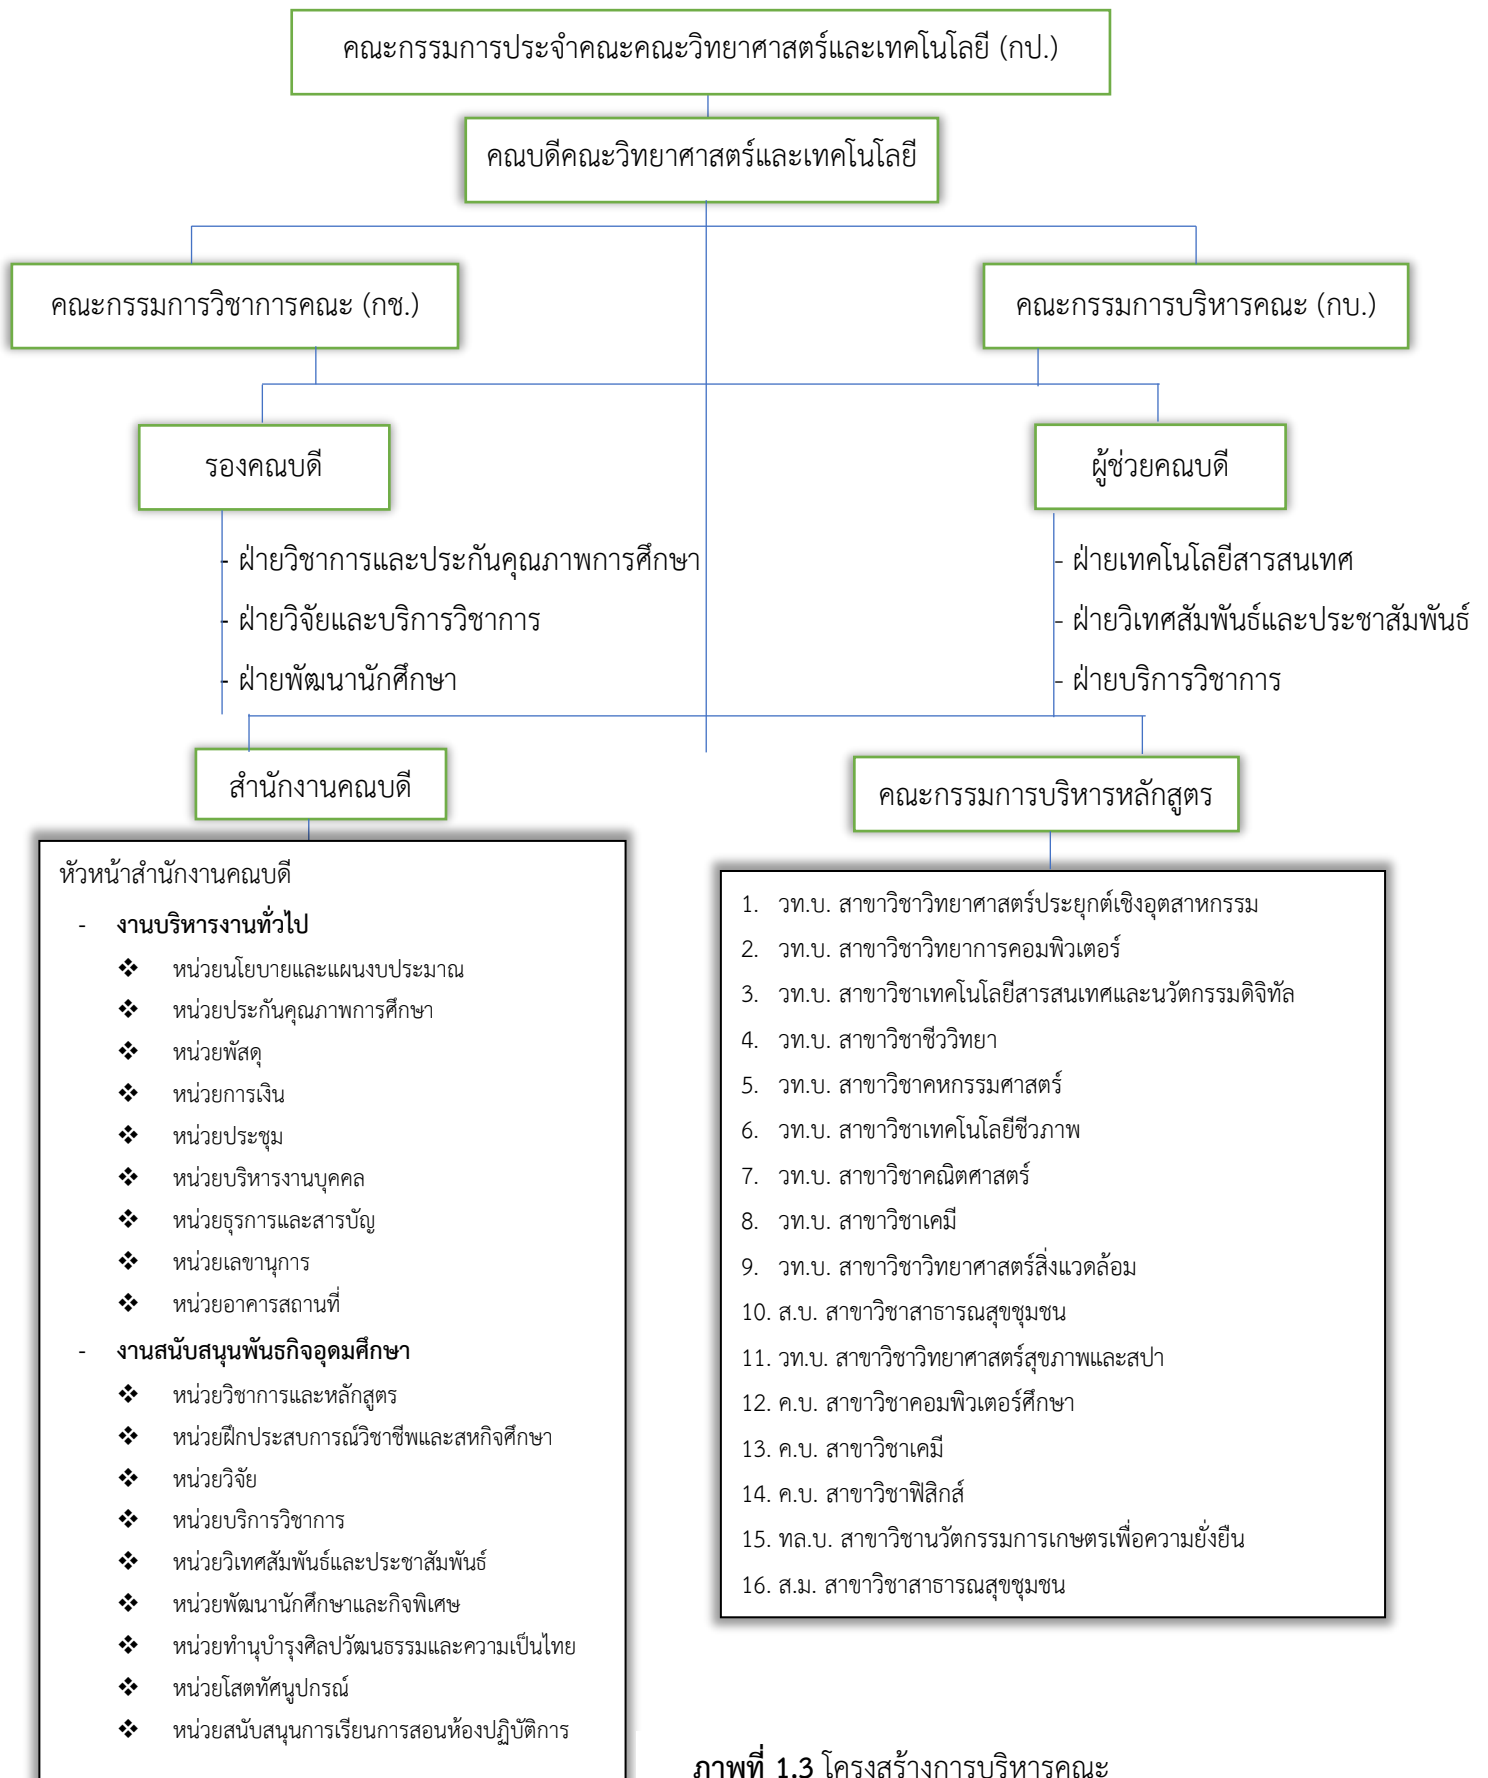 คณะกรรมการประจำคณะคณะวิทยาศาสตร์และเทคโนโลยี (กป.)
คณบดีคณะวิทยาศาสตร์และเทคโนโลยี
คณะกรรมการวิชาการคณะ (กช.)
คณะกรรมการบริหารคณะ (กบ.)
รองคณบดี
ผู้ช่วยคณบดี
- ฝ่ายวิชาการและประกันคุณภาพการศึกษา
- ฝ่ายวิจัยและบริการวิชาการ
- ฝ่ายพัฒนานักศึกษา
- ฝ่ายเทคโนโลยีสารสนเทศ
- ฝ่ายวิเทศสัมพันธ์และประชาสัมพันธ์
- ฝ่ายบริการวิชาการ
สำนักงานคณบดี
คณะกรรมการบริหารหลักสูตร
หัวหน้าสำนักงานคณบดี
- งานบริหารงานทั่วไป
❖ หน่วยนโยบายและแผนงบประมาณ
❖ หน่วยประกันคุณภาพการศึกษา
❖ หน่วยพัสดุ
❖ หน่วยการเงิน
❖ หน่วยประชุม
❖ หน่วยบริหารงานบุคคล
❖ หน่วยธุรการและสารบัญ
❖ หน่วยเลขานุการ
❖ หน่วยอาคารสถานที่
- งานสนับสนุนพันธกิจอุดมศึกษา
❖ หน่วยวิชาการและหลักสูตร
❖ หน่วยฝึกประสบการณ์วิชาชีพและสหกิจศึกษา
❖ หน่วยวิจัย
❖ หน่วยบริการวิชาการ
❖ หน่วยวิเทศสัมพันธ์และประชาสัมพันธ์
❖ หน่วยพัฒนานักศึกษาและกิจพิเศษ
❖ หน่วยทำนุบำรุงศิลปวัฒนธรรมและความเป็นไทย
❖ หน่วยโสตทัศนูปกรณ์
❖ หน่วยสนับสนุนการเรียนการสอนห้องปฏิบัติการ
1. วท.บ. สาขาวิชาวิทยาศาสตร์ประยุกต์เชิงอุตสาหกรรม
2. วท.บ. สาขาวิชาวิทยาการคอมพิวเตอร์
3. วท.บ. สาขาวิชาเทคโนโลยีสารสนเทศและนวัตกรรมดิจิทัล
4. วท.บ. สาขาวิชาชีววิทยา
5. วท.บ. สาขาวิชาคหกรรมศาสตร์
6. วท.บ. สาขาวิชาเทคโนโลยีชีวภาพ
7. วท.บ. สาขาวิชาคณิตศาสตร์
8. วท.บ. สาขาวิชาเคมี
9. วท.บ. สาขาวิชาวิทยาศาสตร์สิ่งแวดล้อม
10. ส.บ. สาขาวิชาสาธารณสุขชุมชน
11. วท.บ. สาขาวิชาวิทยาศาสตร์สุขภาพและสปา
12. ค.บ. สาขาวิชาคอมพิวเตอร์ศึกษา
13. ค.บ. สาขาวิชาเคมี
14. ค.บ. สาขาวิชาฟิสิกส์
15. ทล.บ. สาขาวิชานวัตกรรมการเกษตรเพื่อความยั่งยืน
16. ส.ม. สาขาวิชาสาธารณสุขชุมชน
ภาพที่ 1.3 โครงสร้างการบริหารคณะ